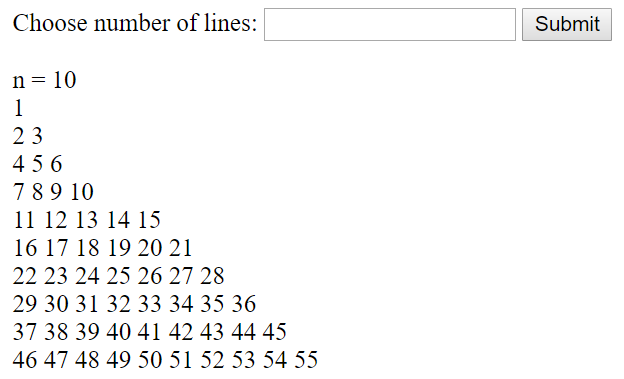 Choose number of lines: Submit
n = 10
1
2 3
4 5 6
7 8 9 10
11 12 13 14 15
16 17 18 19 20 21
22 23 24 25 26 27 28
29 30 31 32 33 34 35 36
37 38 39 40 41 42 43 44 45
46 47 48 49 50 51 52 53 54 55